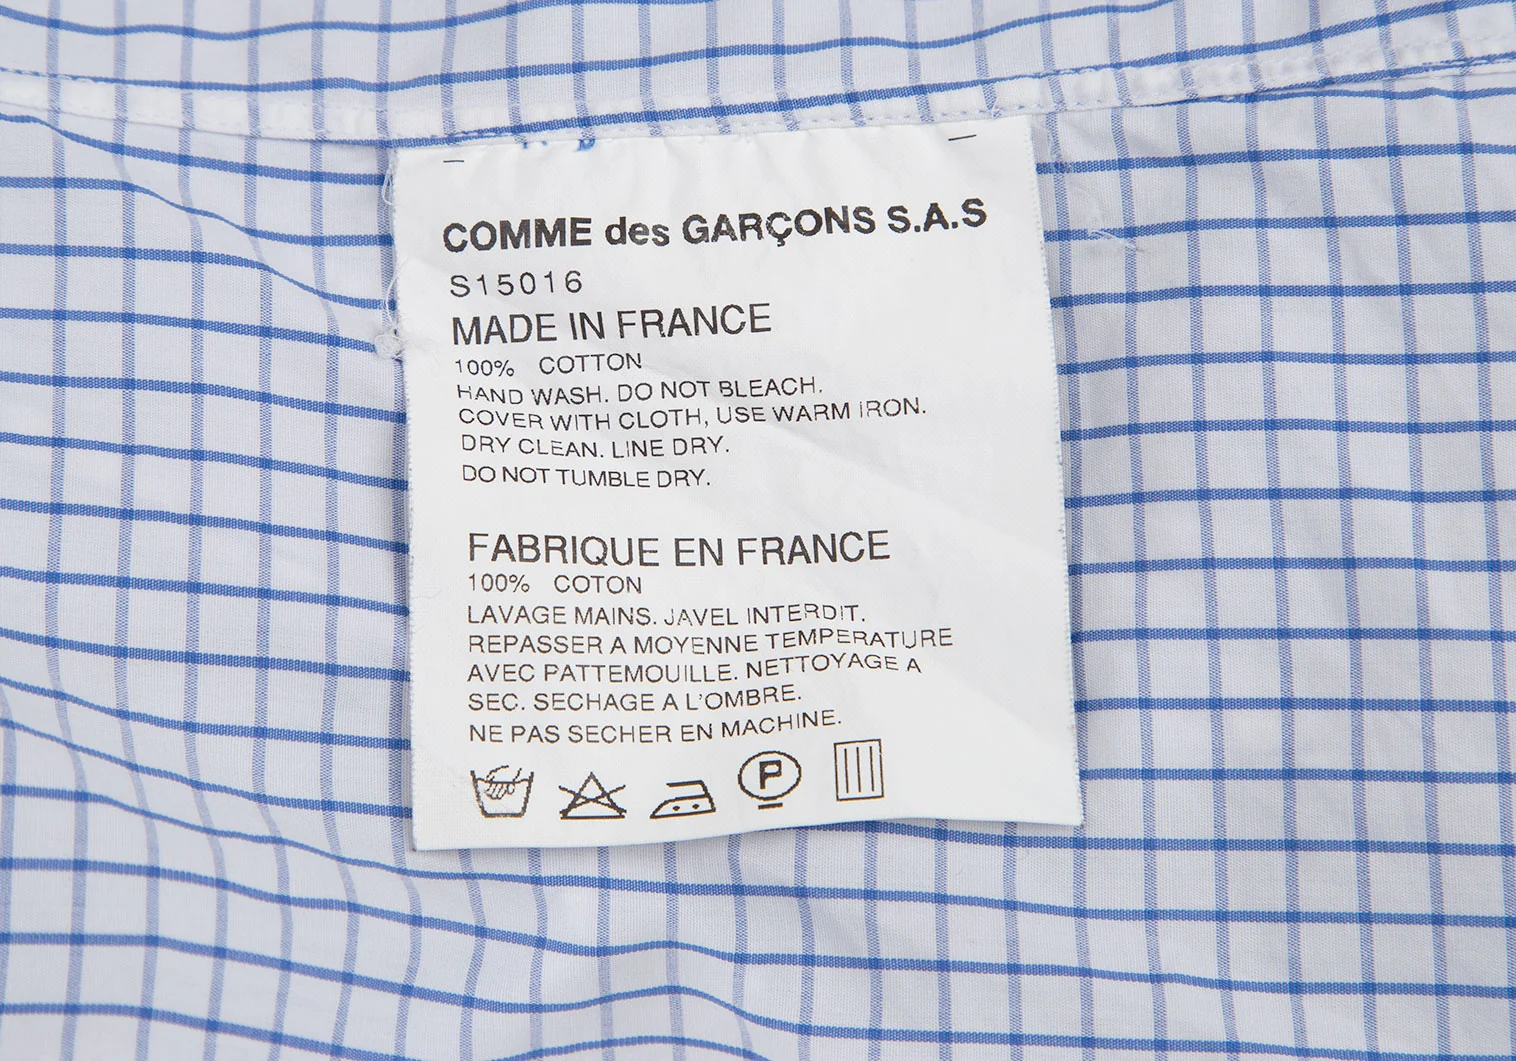 COMME des GARÇONS S.A.S
S15016
MADE IN FRANCE
100% COTTON
HAND WASH. DO NOT BLEACH.
COVER WITH CLOTH, USE WARM IRON.
DRY CLEAN. LINE DRY.
DO NOT TUMBLE DRY.
FABRIQUE EN FRANCE
100% COTON
LAVAGE MAINS. JAVEL INTERDIT.
REPASSER A MOYENNE TEMPERATURE
AVEC PATTEMOUILLE. NETTOYAGE A
SEC. SECHAGE A L'OMBRE.
NE PAS SECHER EN MACHINE.
P